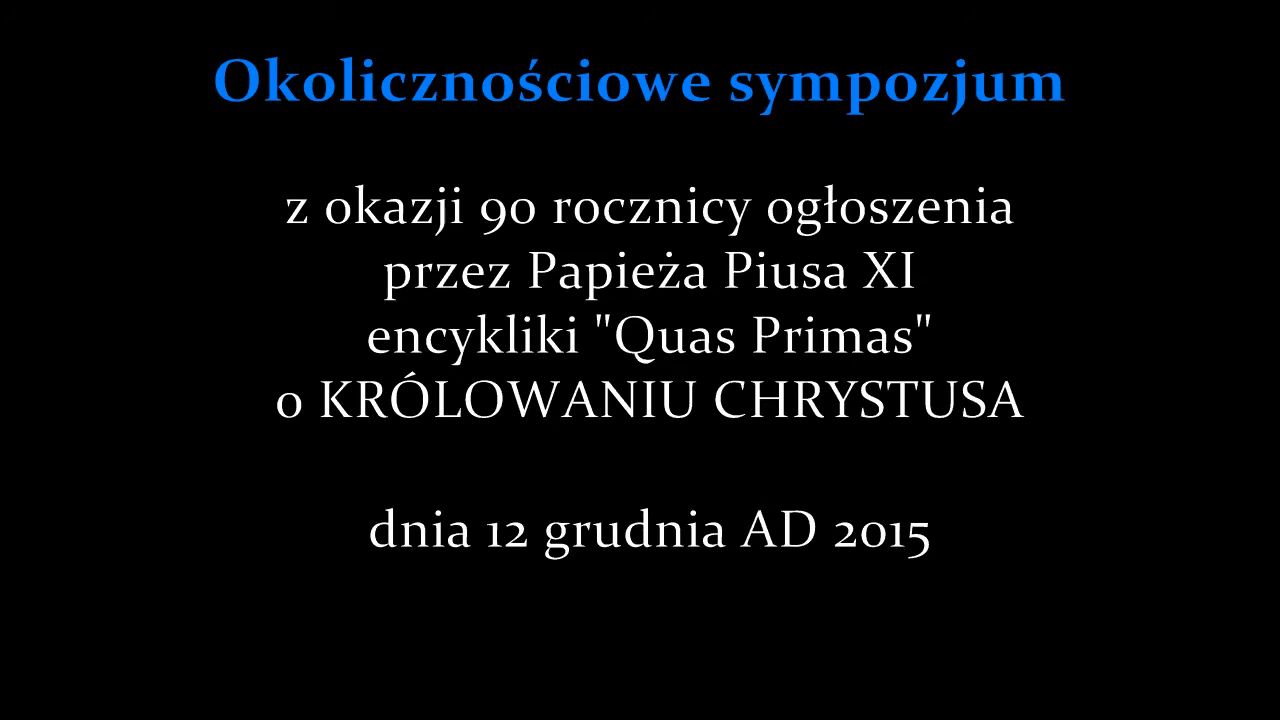 Okolicznościowe sympozjum
z okazji 90 rocznicy ogłoszenia
przez Papieża Piusa XI
encykliki "Quas Primas"
o KRÓLOWANIU CHRYSTUSA
dnia 12 grudnia AD 2015